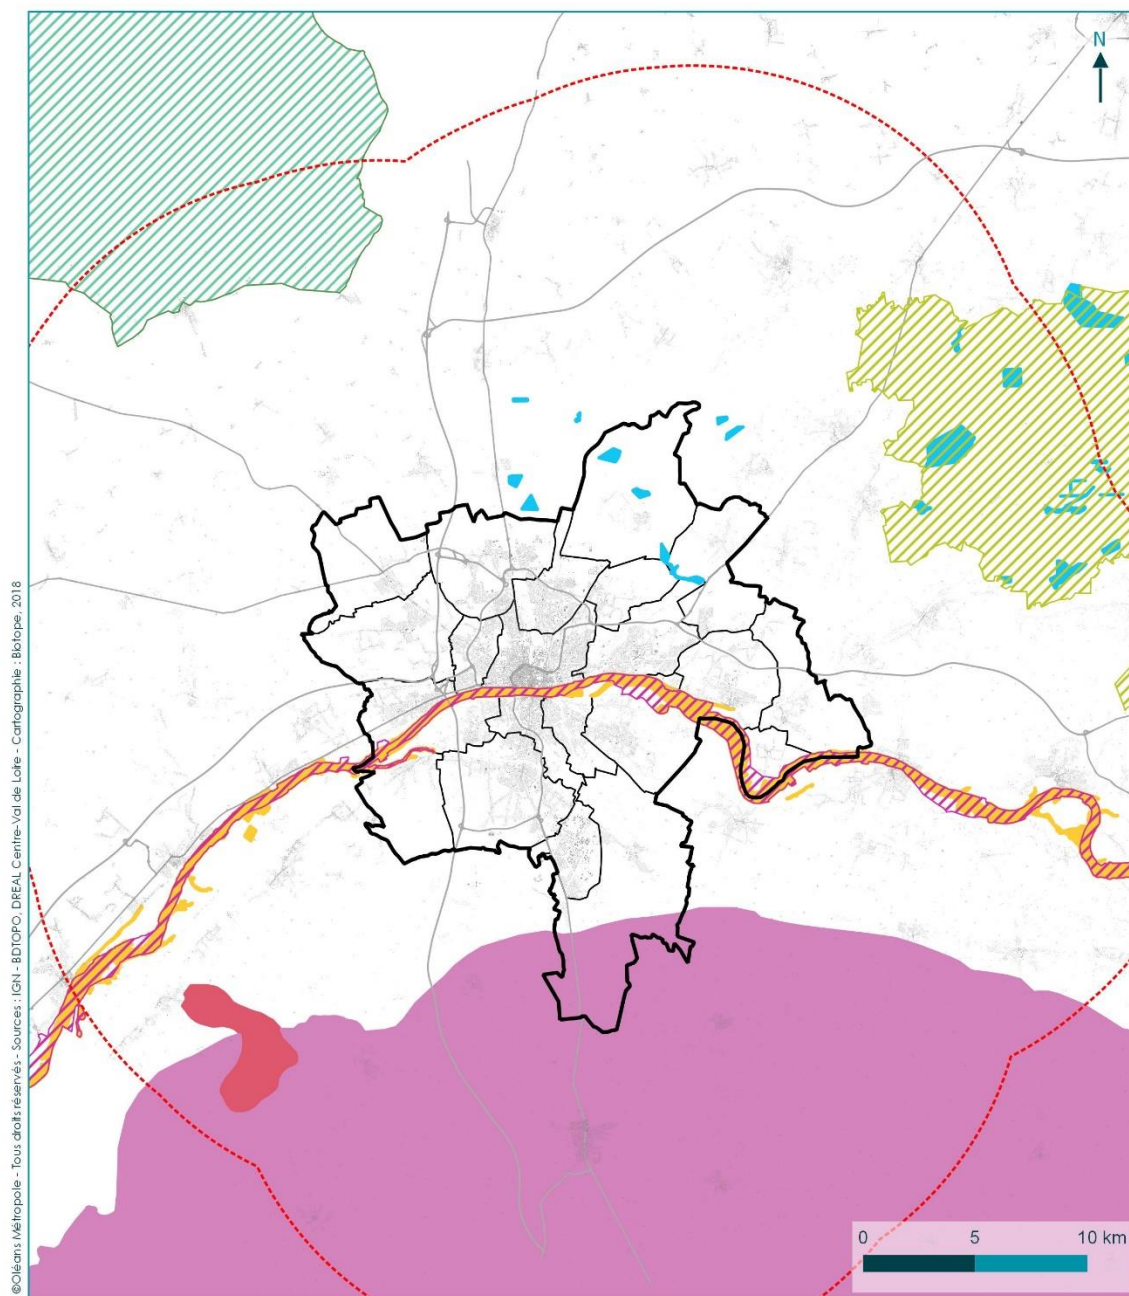 N
©Oléans Métropole - Tous droits réservés - Sources : IGN - BDTOPO, DREAL Centre-Val de Loire - Cartographie : Biotope, 2018
0 5 10 km